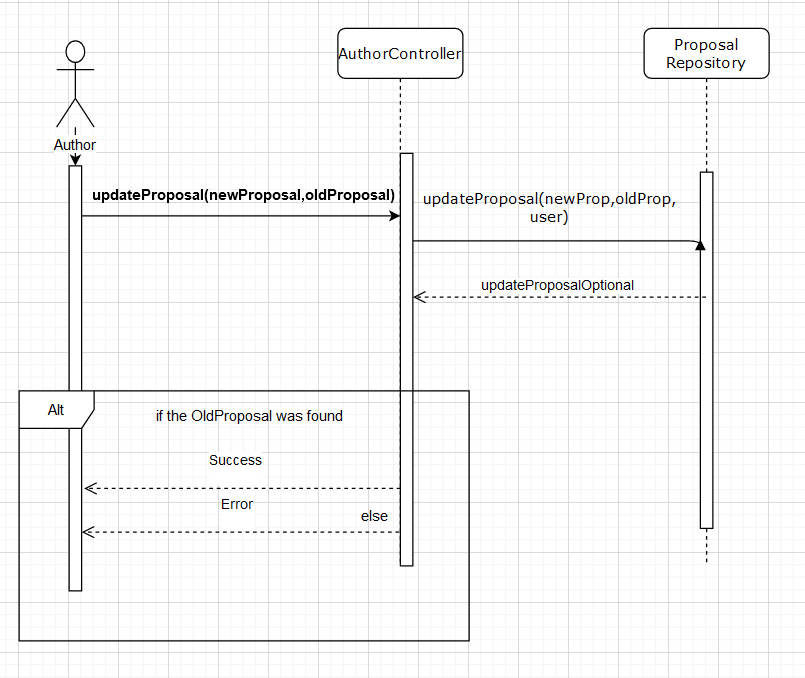 AuthorController
Proposal
Repository
Author
updateProposal(newProposal,oldProposal)
updateProposal(newProp,oldProp,
user)
updateProposalOptional
Alt
if the OldProposal was found
Success
Error
else